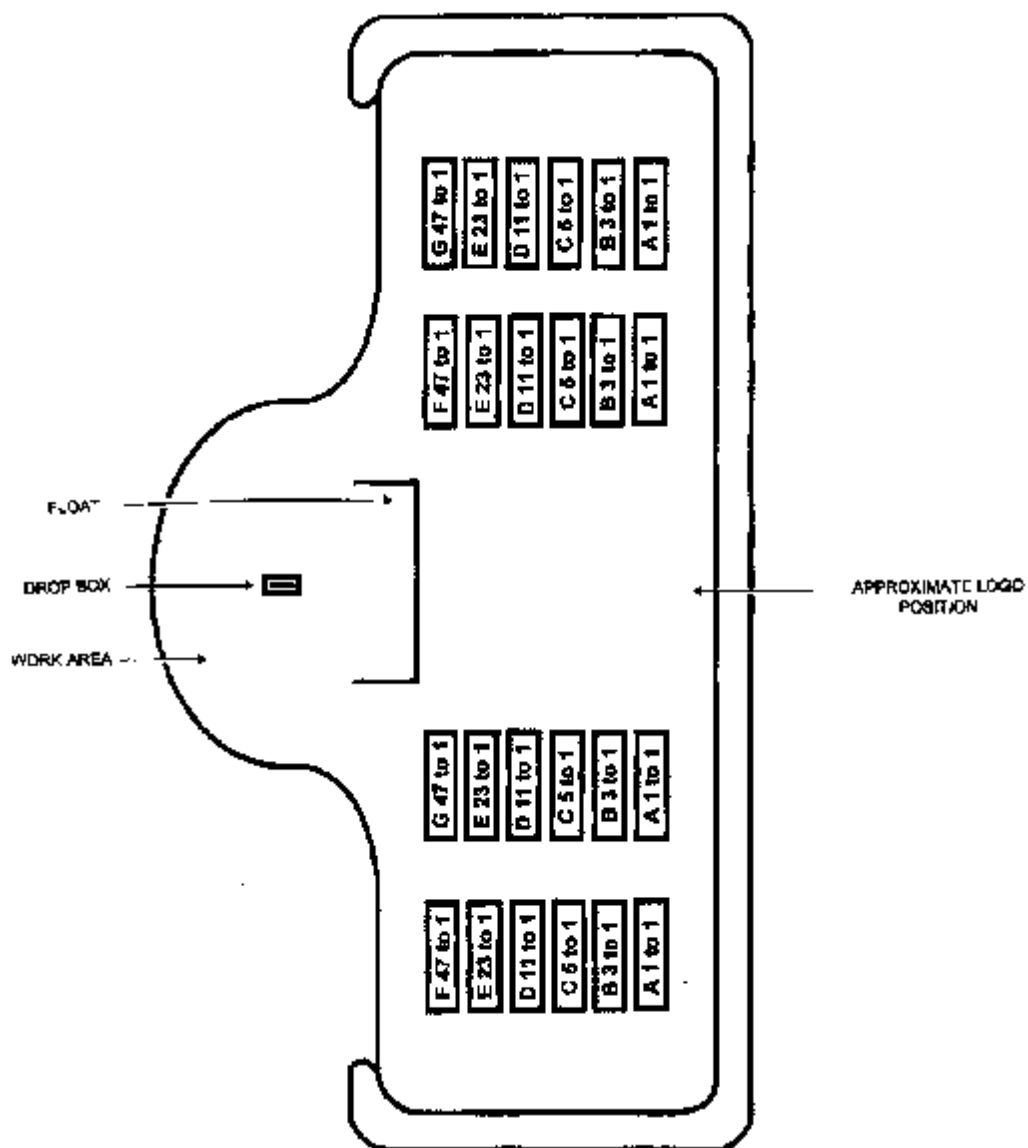 G 47 to 1
E 23 to 1
D 11 to 1
C 5 to 1
B 3 to 1
A 1 to 1
F 47 to 1
E 23 to 1
D 11 to 1
C 5 to 1
B 3 to 1
A 1 to 1
FLOAT
DROP BOX
WORK AREA
APPROXIMATE LOGO
POSITION
G 47 to 1
E 23 to 1
D 11 to 1
C 5 to 1
B 3 to 1
A 1 to 1
F 47 to 1
E 23 to 1
D 11 to 1
C 5 to 1
B 3 to 1
A 1 to 1